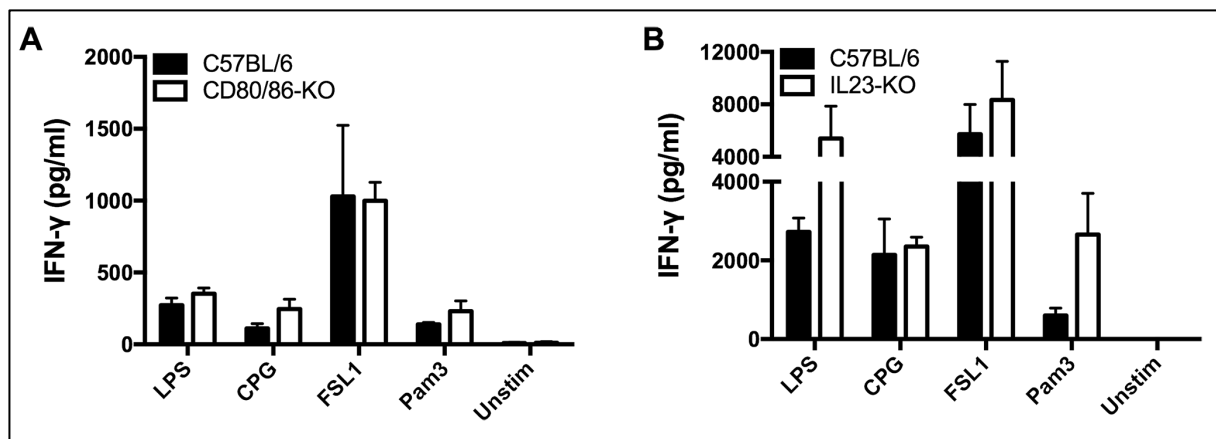 A
C57BL/6
CD80/86-KO
IFN-γ (pg/ml)
2000
1500
1000
500
0
LPS
CPG
FSL1
Pam3
Unstim
B
C57BL/6
IL23-KO
IFN-γ (pg/ml)
12000
8000
4000
4000
2000
0
LPS
CPG
FSL1
Pam3
Unstim